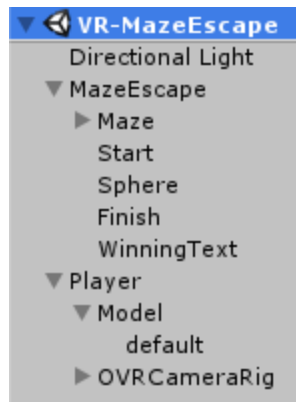 VR-MazeEscape
Directional Light
MazeEscape
Maze
Start
Sphere
Finish
WinningText
Player
Model
default
OVRCameraRig